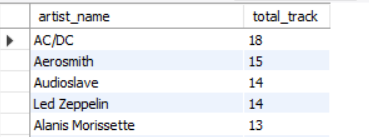 artist_name total_track
AC/DC 18
Aerosmith 15
Audioslave 14
Led Zeppelin 14
Alanis Morissette 13